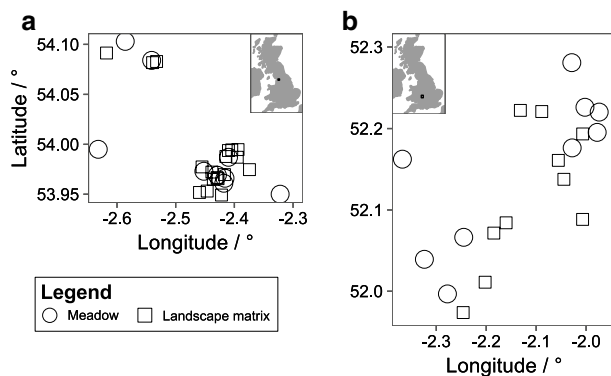 a
54.10
54.05
54.00
53.95
Latitude / °
-2.6 -2.5 -2.4 -2.3
Longitude / °
Legend
Meadow Landscape matrix
b
52.3
52.2
52.1
52.0
-2.3 -2.2 -2.1 -2.0
Longitude / °